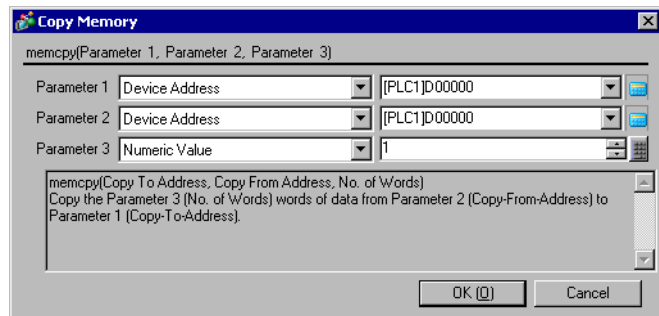 Copy Memory
memcpy(Parameter 1, Parameter 2, Parameter 3)
Parameter 1 Device Address [PLC1]D00000
Parameter 2 Device Address [PLC1]D00000
Parameter 3 Numeric Value 1
memcpy(Copy To Address, Copy From Address, No. of Words)
Copy the Parameter 3 (No. of Words) words of data from Parameter 2 (Copy-From-Address) to
Parameter 1 (Copy-To-Address).
OK (O) Cancel